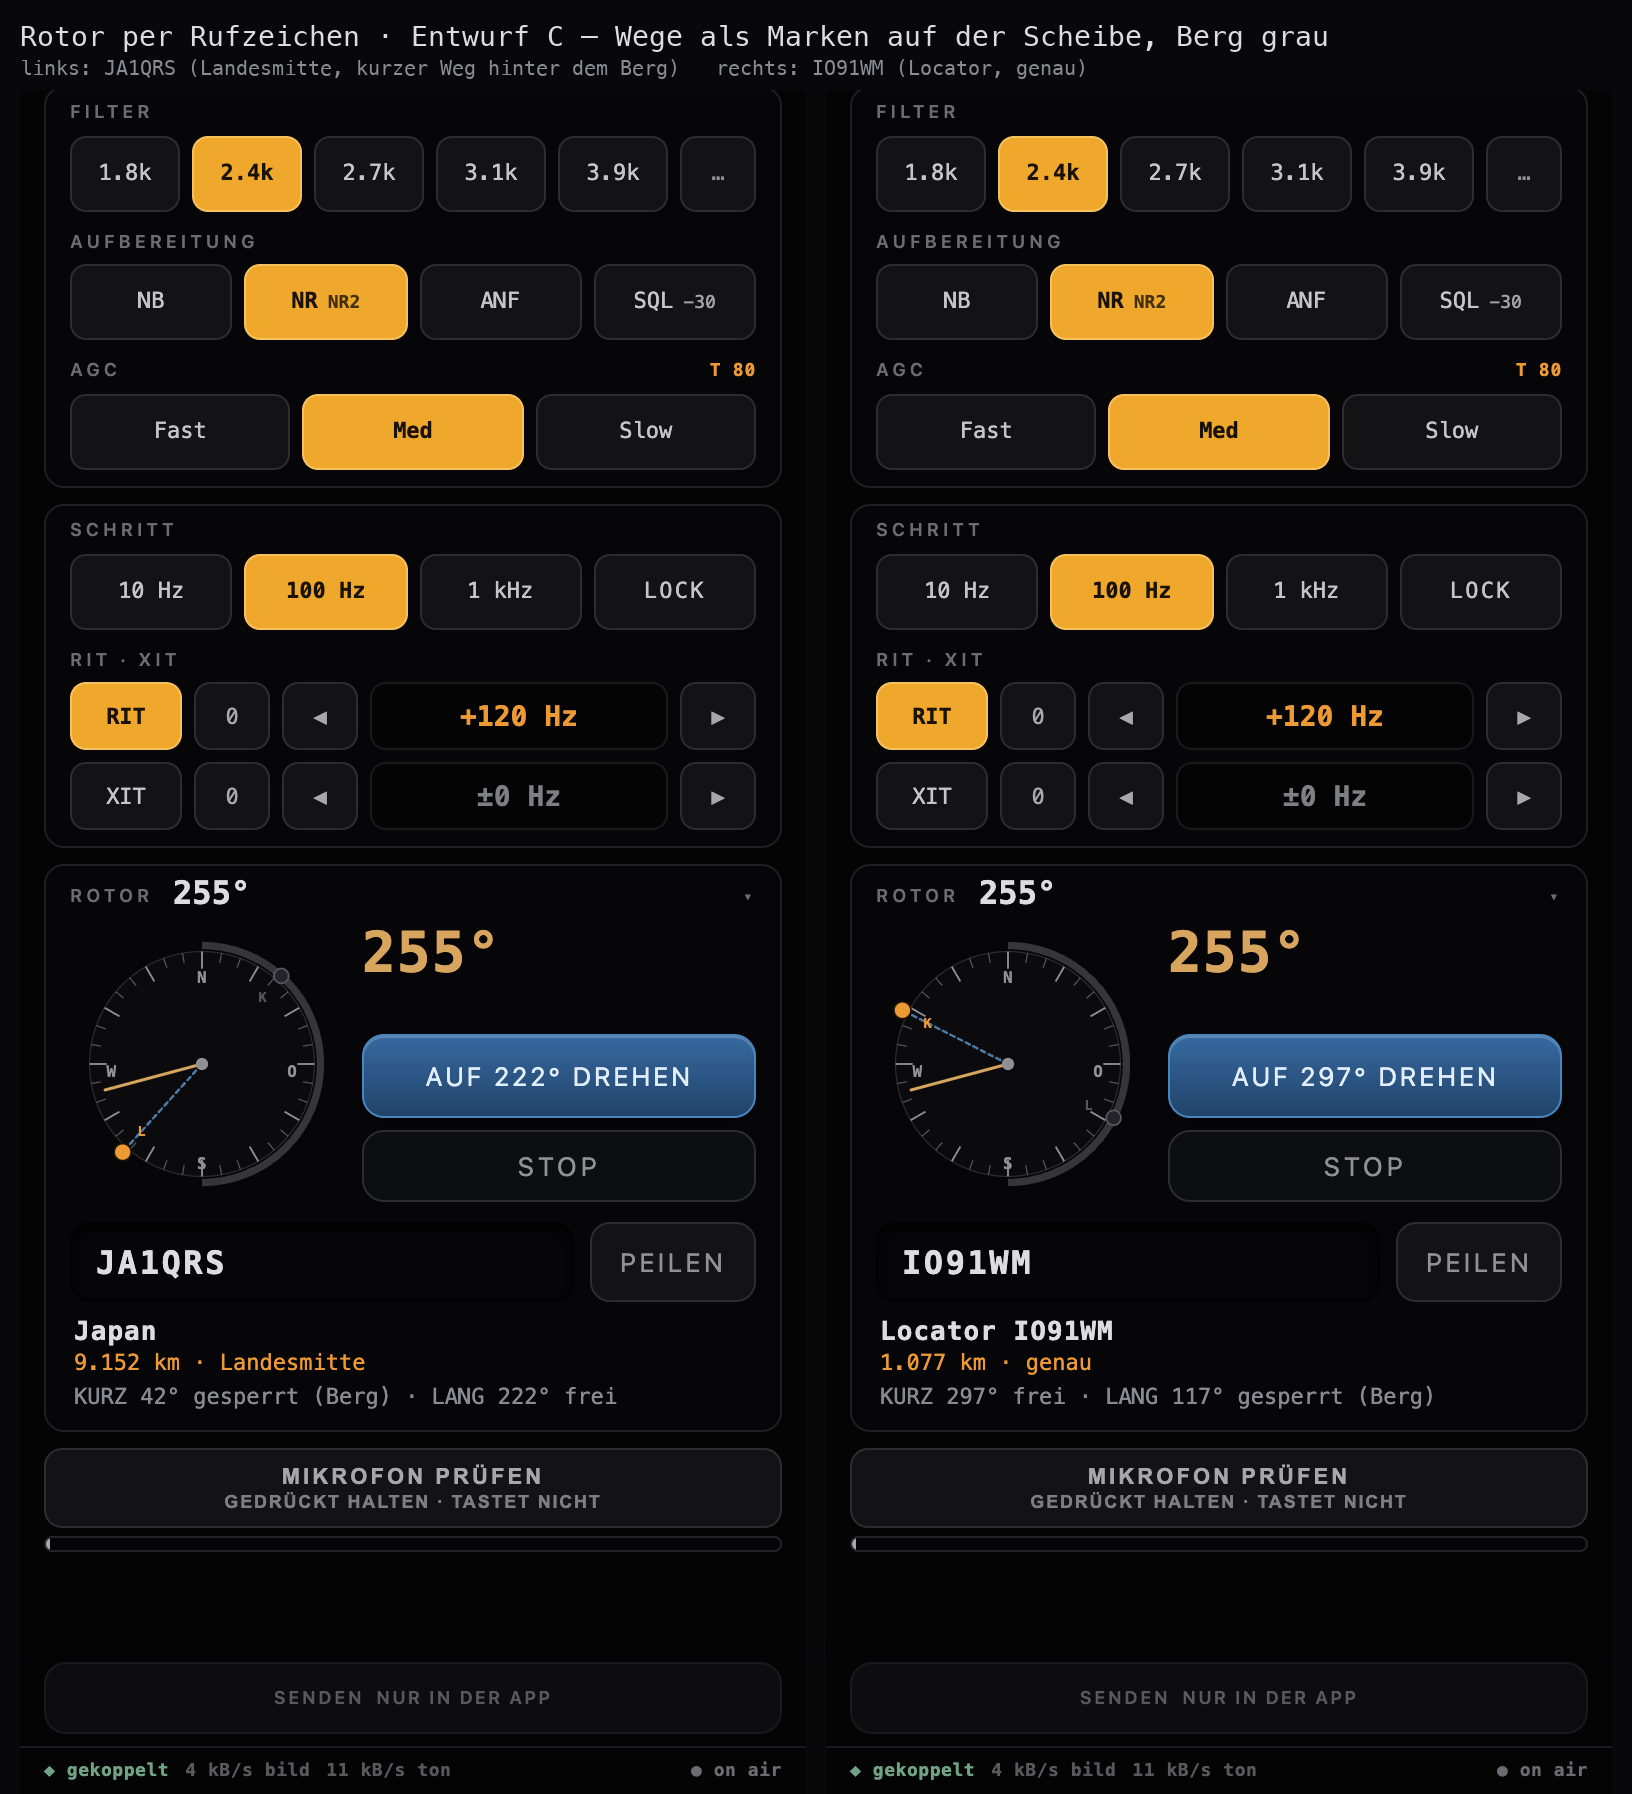 Rotor per Rufzeichen · Entwurf C — Wege als Marken auf der Scheibe, Berg grau
links: JA1QRS (Landesmitte, kurzer Weg hinter dem Berg)   rechts: IO91WM (Locator, genau)
FILTER
1.8k 2.4k 2.7k 3.1k 3.9k …
AUFBEREITUNG
NB NR NR2 ANF SQL −30
AGC T 80
Fast Med Slow
SCHRITT
10 Hz 100 Hz 1 kHz LOCK
RIT · XIT
RIT 0 ◀ +120 Hz ▶
XIT 0 ◀ ±0 Hz ▶
ROTOR 255° ▾
255°
N
K
W O
L
S
AUF 222° DREHEN
STOP
JA1QRS PEILEN
Japan
9.152 km · Landesmitte
KURZ 42° gesperrt (Berg) · LANG 222° frei
MIKROFON PRÜFEN
GEDRÜCKT HALTEN · TASTET NICHT
SENDEN NUR IN DER APP
◆ gekoppelt 4 kB/s bild 11 kB/s ton ● on air
FILTER
1.8k 2.4k 2.7k 3.1k 3.9k …
AUFBEREITUNG
NB NR NR2 ANF SQL −30
AGC T 80
Fast Med Slow
SCHRITT
10 Hz 100 Hz 1 kHz LOCK
RIT · XIT
RIT 0 ◀ +120 Hz ▶
XIT 0 ◀ ±0 Hz ▶
ROTOR 255° ▾
255°
N
K
W O
L
S
AUF 297° DREHEN
STOP
IO91WM PEILEN
Locator IO91WM
1.077 km · genau
KURZ 297° frei · LANG 117° gesperrt (Berg)
MIKROFON PRÜFEN
GEDRÜCKT HALTEN · TASTET NICHT
SENDEN NUR IN DER APP
◆ gekoppelt 4 kB/s bild 11 kB/s ton ● on air